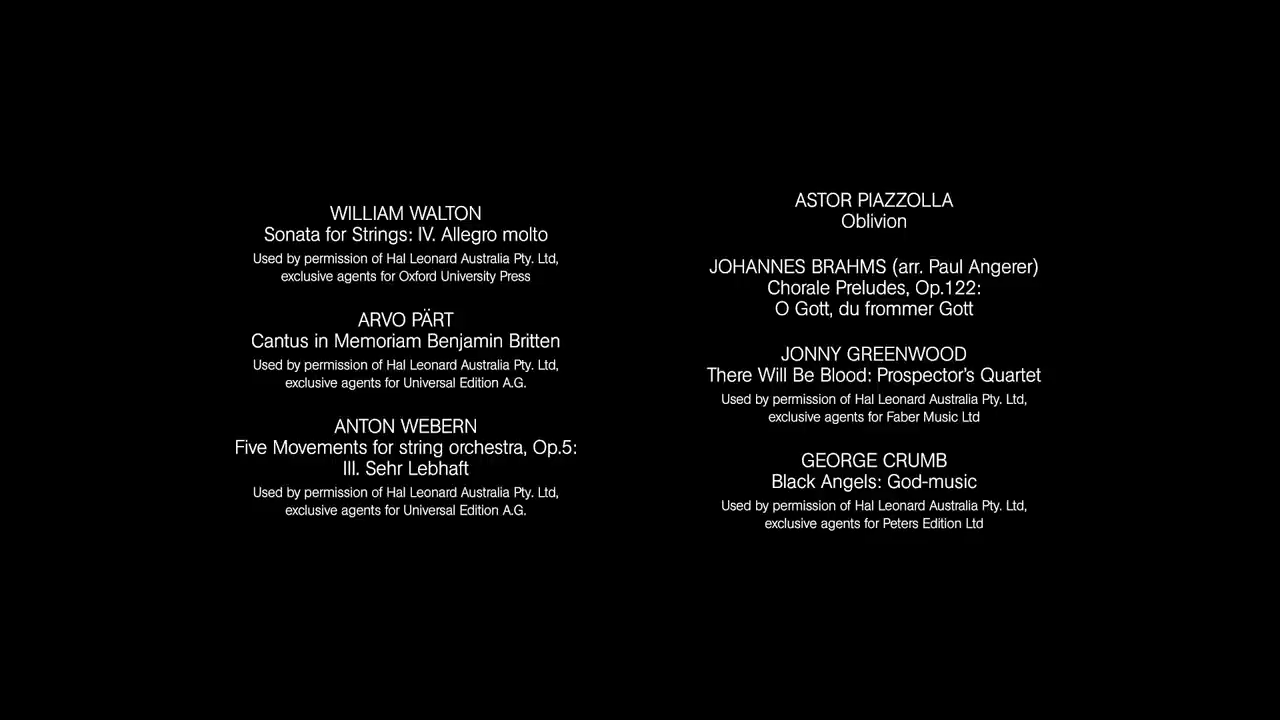 WILLIAM WALTON
Sonata for Strings: IV. Allegro molto
Used by permission of Hal Leonard Australia Pty. Ltd,
exclusive agents for Oxford University Press
ARVO PÄRT
Cantus in Memoriam Benjamin Britten
Used by permission of Hal Leonard Australia Pty. Ltd,
exclusive agents for Universal Edition A.G.
ANTON WEBERN
Five Movements for string orchestra, Op.5:
III. Sehr Lebhaft
Used by permission of Hal Leonard Australia Pty. Ltd,
exclusive agents for Universal Edition A.G.
ASTOR PIAZZOLLA
Oblivion
JOHANNES BRAHMS (arr. Paul Angerer)
Chorale Preludes, Op.122:
O Gott, du frommer Gott
JONNY GREENWOOD
There Will Be Blood: Prospector's Quartet
Used by permission of Hal Leonard Australia Pty. Ltd,
exclusive agents for Faber Music Ltd
GEORGE CRUMB
Black Angels: God-music
Used by permission of Hal Leonard Australia Pty. Ltd,
exclusive agents for Peters Edition Ltd